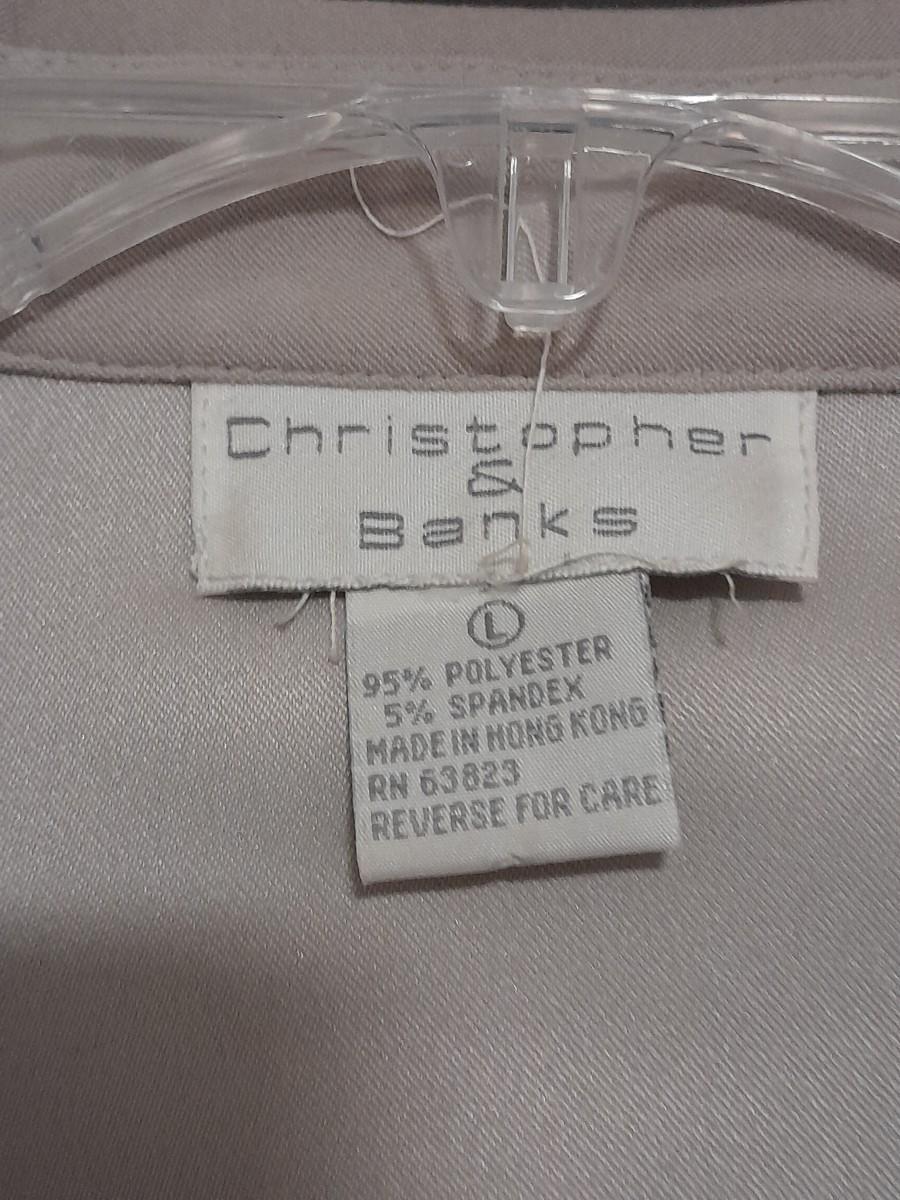 Christopher
&
Banks
L
95% POLYESTER
5% SPANDEX
MADE IN HONG KONG
RN 63823
REVERSE FOR CARE